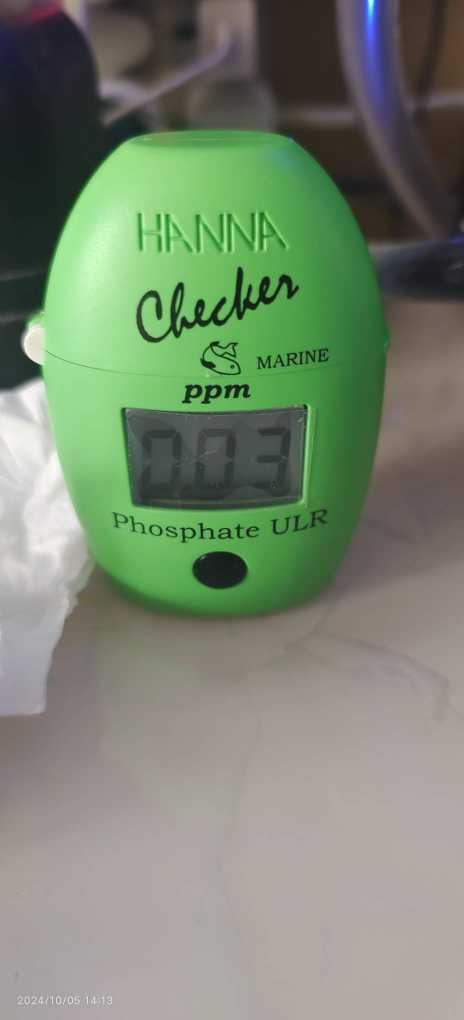 HANNA
Checker
MARINE
ppm
0.03
Phosphate ULR
2024/10/05 14:13